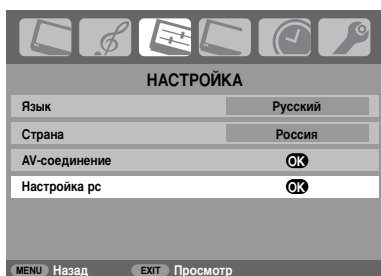 НАСТРОЙКА
Язык Русский
Страна Россия
AV-соединение OK
Настройка pc OK
MENU Назад EXIT Просмотр